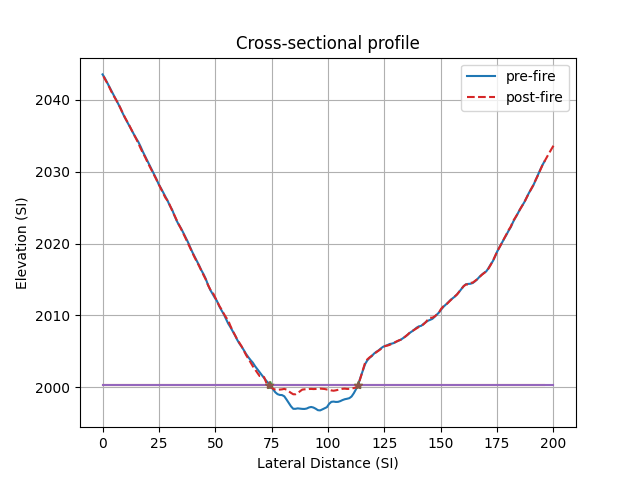 Cross-sectional profile
pre-fire
post-fire
Elevation (SI)
2040
2030
2020
2010
2000
0 25 50 75 100 125 150 175 200
Lateral Distance (SI)